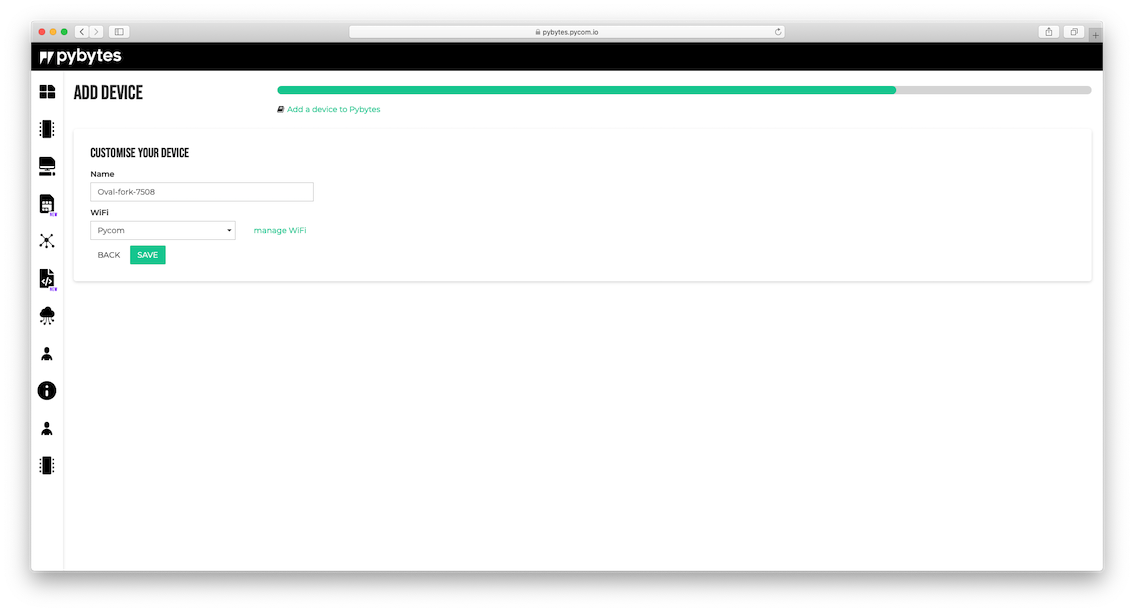 pybytes.pycom.io
pybytes
ADD DEVICE
Add a device to Pybytes
CUSTOMISE YOUR DEVICE
Name
Oval-fork-7508
WiFi
Pycom
manage WiFi
BACK
SAVE